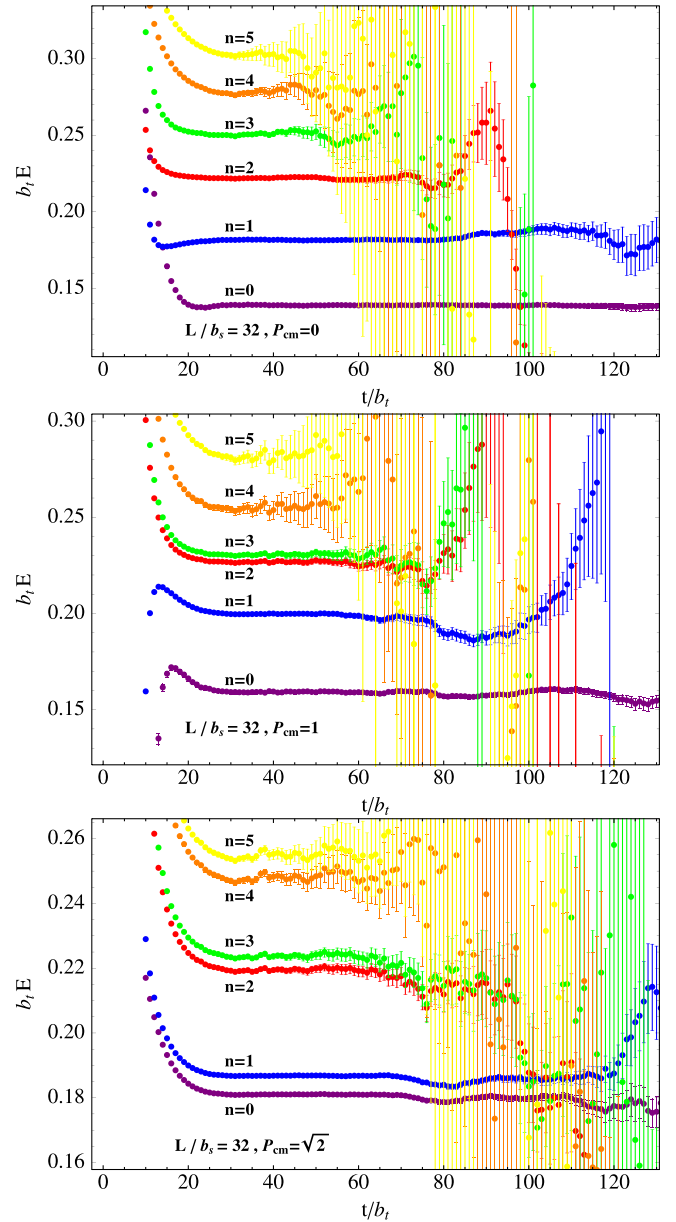 0.30
0.25
0.20
0.15
b_t E
n=5
n=4
n=3
n=2
n=1
n=0
L / b_s = 32 , P_cm=0
0 20 40 60 80 100 120
t/b_t
0.30
0.25
0.20
0.15
b_t E
n=5
n=4
n=3
n=2
n=1
n=0
L / b_s = 32 , P_cm=1
0 20 40 60 80 100 120
t/b_t
0.26
0.24
0.22
0.20
0.18
0.16
b_t E
n=5
n=4
n=3
n=2
n=1
n=0
L / b_s = 32 , P_cm=√2
0 20 40 60 80 100 120
t/b_t